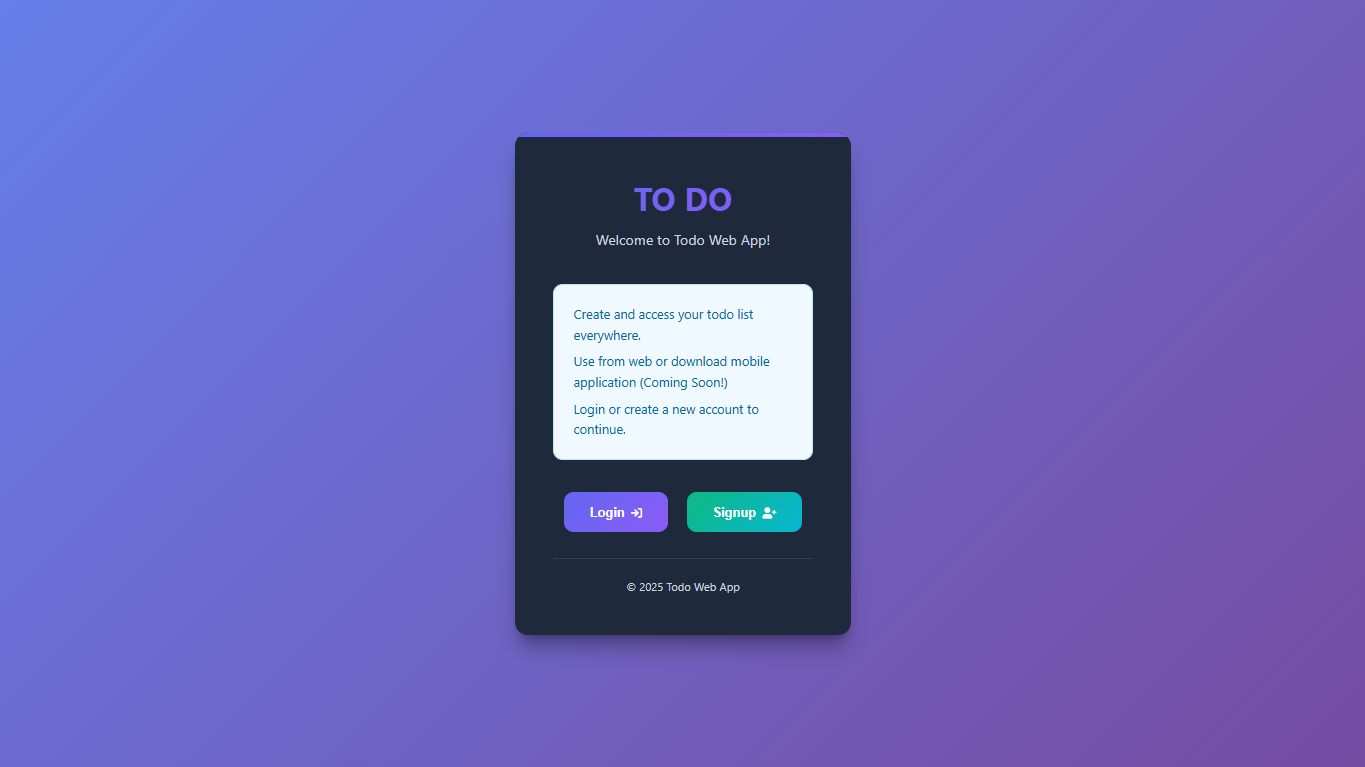 TO DO
Welcome to Todo Web App!
Create and access your todo list
everywhere.
Use from web or download mobile
application (Coming Soon!)
Login or create a new account to
continue.
Login
Signup
© 2025 Todo Web App